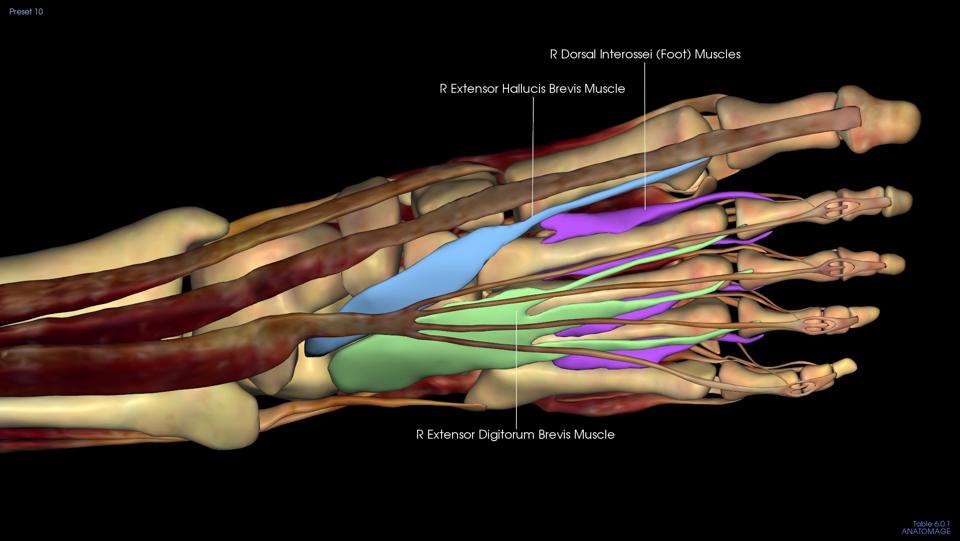 Preset 10
R Dorsal Interossei (Foot) Muscles
R Extensor Hallucis Brevis Muscle
R Extensor Digitorum Brevis Muscle
Table 6.0.1
ANATOMAGE